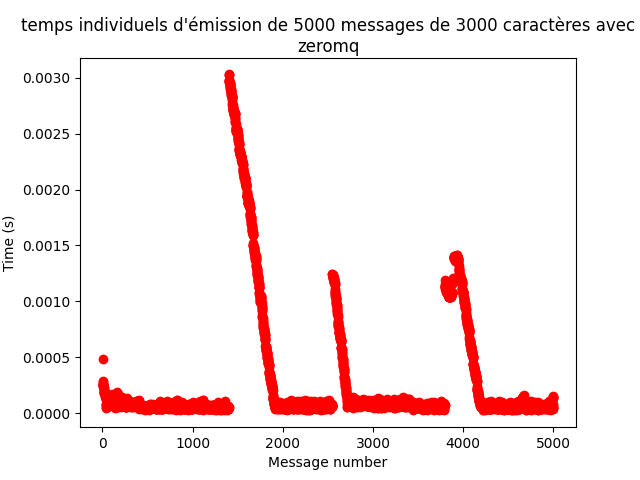 temps individuels d'émission de 5000 messages de 3000 caractères avec
zeromq
0.0030
0.0025
0.0020
0.0015
0.0010
0.0005
0.0000
Time (s)
0 1000 2000 3000 4000 5000
Message number